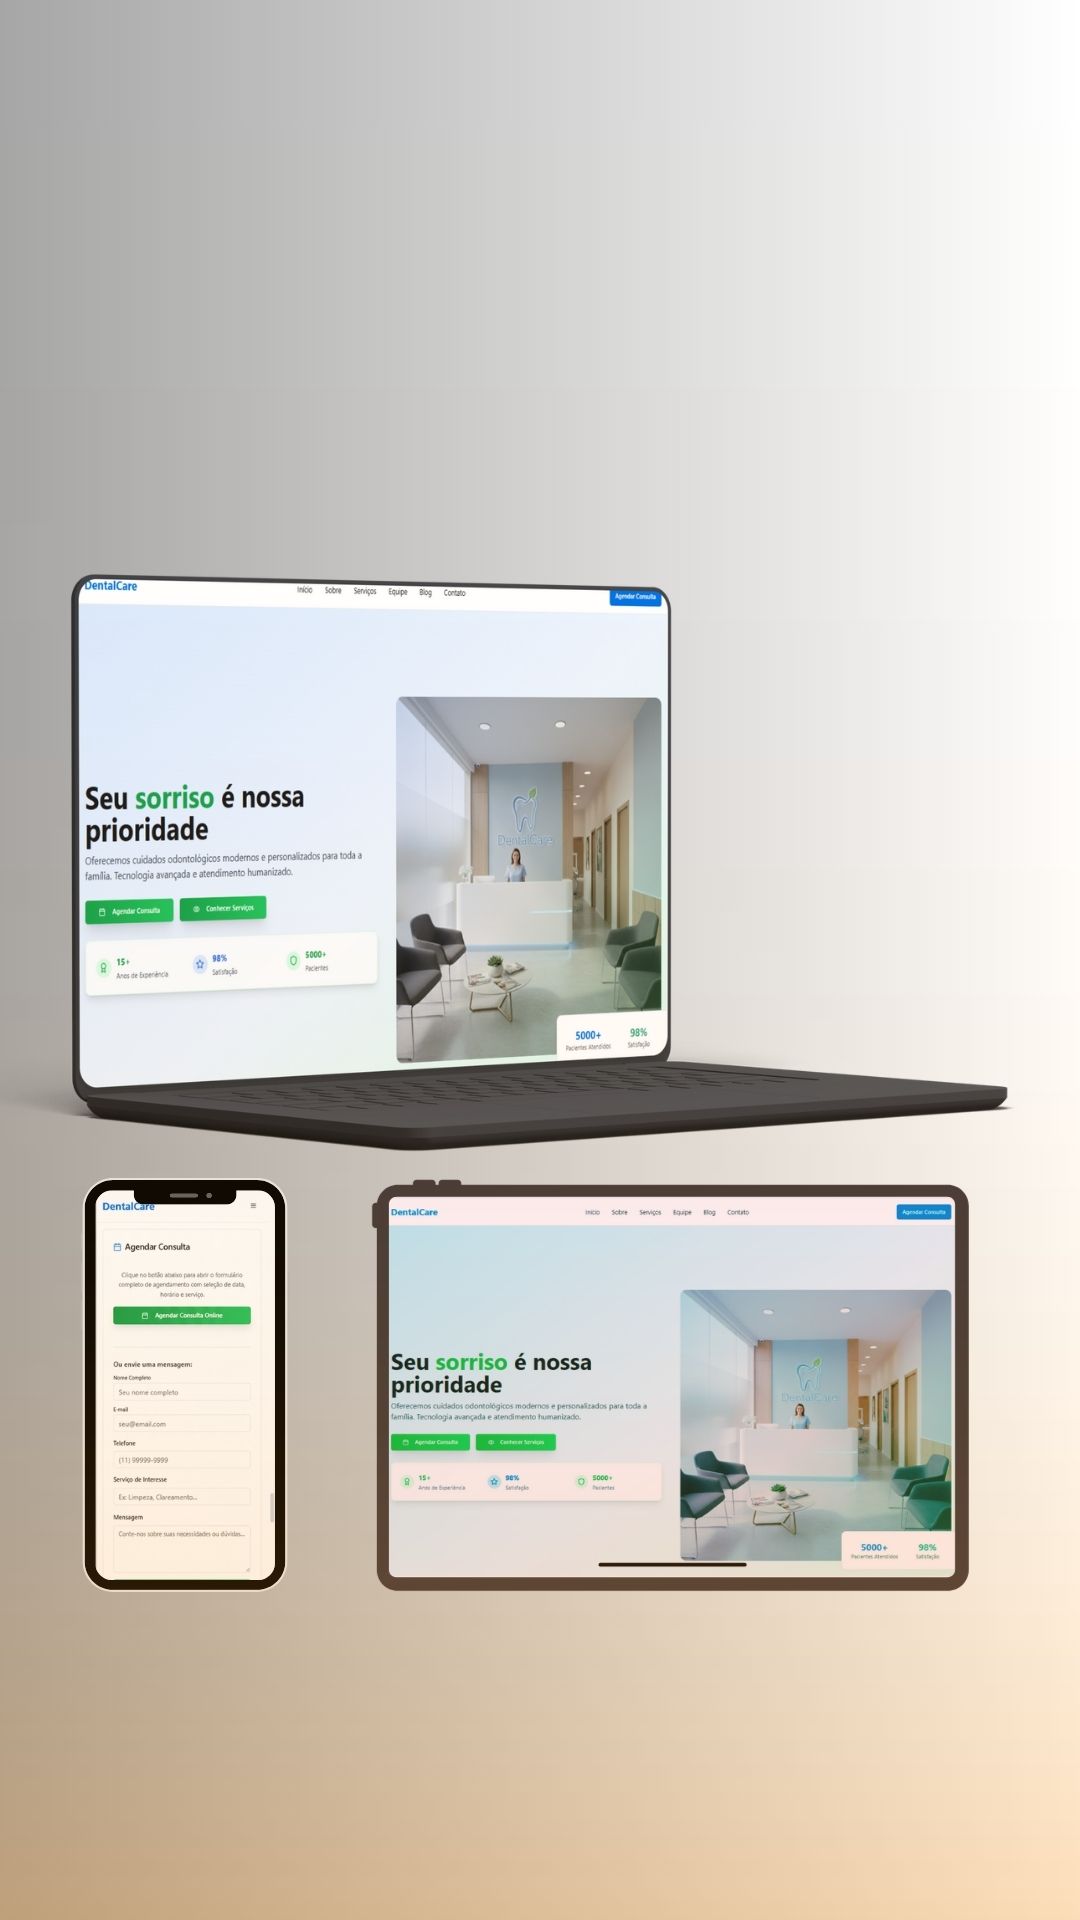 DentalCare
Início Sobre Serviços Equipe Blog Contato
Agendar Consulta
Seu sorriso é nossa
prioridade
Oferecemos cuidados odontológicos modernos e personalizados para toda a
família. Tecnologia avançada e atendimento humanizado.
Agendar Consulta
Conhecer Serviços
15+
Anos de Experiência
98%
Satisfação
5000+
Pacientes
DentalCare
5000+
Pacientes Atendidos
98%
Satisfação
DentalCare
Agendar Consulta
Clique no botão abaixo para abrir o formulário
completo de agendamento com seleção de data,
horário e serviço.
Agendar Consulta Online
Ou envie uma mensagem:
Nome Completo
Seu nome completo
E-mail
seu@email.com
Telefone
(11) 99999-9999
Serviço de Interesse
Ex: Limpeza, Clareamento...
Mensagem
Conte-nos sobre suas necessidades ou dúvidas...
DentalCare
Início Sobre Serviços Equipe Blog Contato
Agendar Consulta
Seu sorriso é nossa
prioridade
Oferecemos cuidados odontológicos modernos e personalizados para toda a
família. Tecnologia avançada e atendimento humanizado.
Agendar Consulta
Conhecer Serviços
15+
Anos de Experiência
98%
Satisfação
5000+
Pacientes
DentalCare
5000+
Pacientes Atendidos
98%
Satisfação